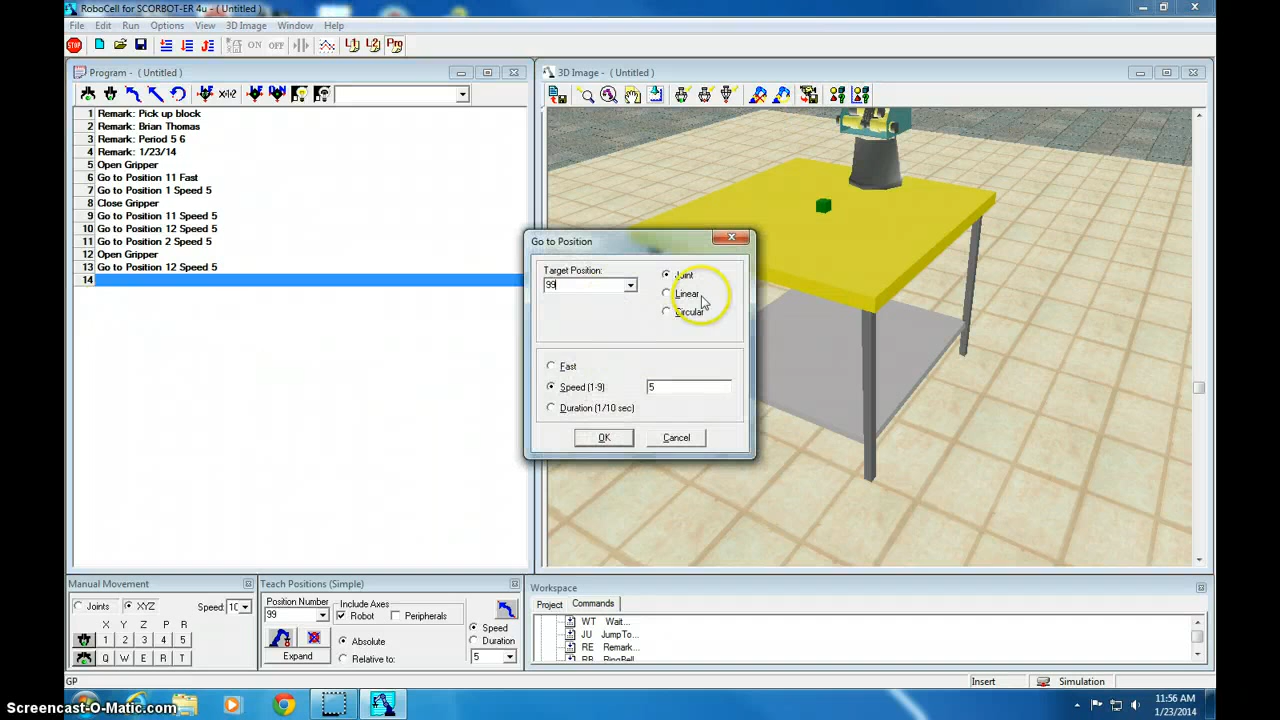 RoboCell for SCORBOT-ER 4u - ( Untitled )
File Edit Run Options View 3D Image Window Help
STOP ON OFF Prg
Program - ( Untitled )
3D Image - ( Untitled )
1 Remark: Pick up block
2 Remark: Brian Thomas
3 Remark: Period 5 6
4 Remark: 1/23/14
5 Open Gripper
6 Go to Position 11 Fast
7 Go to Position 1 Speed 5
8 Close Gripper
9 Go to Position 11 Speed 5
10 Go to Position 12 Speed 5
11 Go to Position 2 Speed 5
12 Open Gripper
13 Go to Position 12 Speed 5
14
Go to Position
Target Position:
99
Joint
Linear
Circular
Fast
Speed (1-9) 5
Duration (1/10 sec)
OK Cancel
Manual Movement
Joints XYZ Speed:
X Y Z P R
1 2 3 4 5
Q W E R T
Teach Positions (Simple)
Position Number
99
Include Axes
Robot Peripherals
Expand
Absolute
Relative to:
Speed
Duration
5
Workspace
Project Commands
WT Wait...
JU JumpTo...
RE Remark...
GP
Insert Simulation
11:56 AM
1/23/2014
Screencast-O-Matic.com